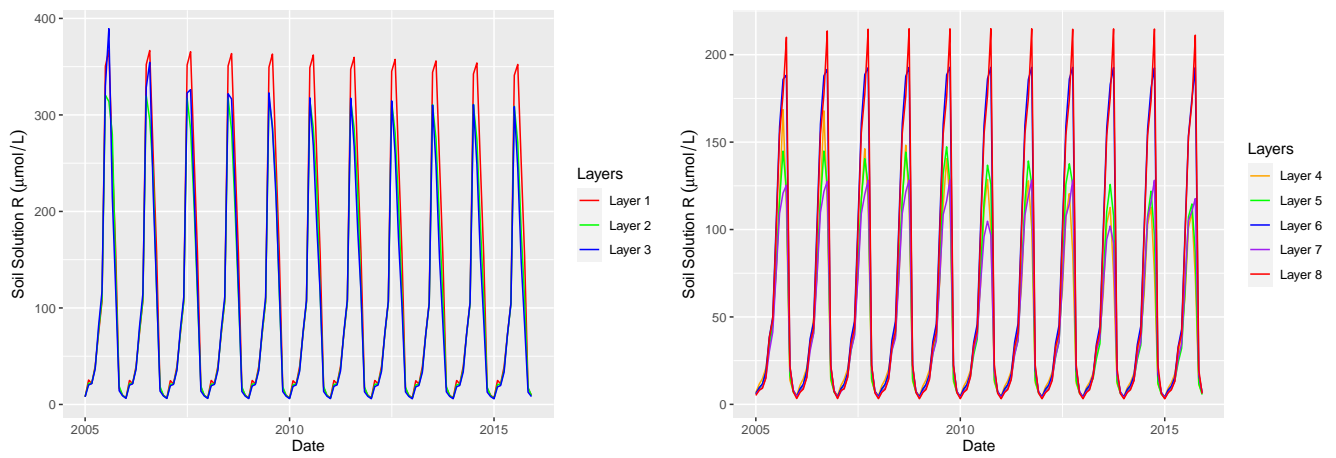 400
300
200
100
0
2005
2010
2015
Date
Soil Solution R (µmol/L)
Layers
Layer 1
Layer 2
Layer 3
200
150
100
50
0
2005
2010
2015
Date
Soil Solution R (µmol/L)
Layers
Layer 4
Layer 5
Layer 6
Layer 7
Layer 8